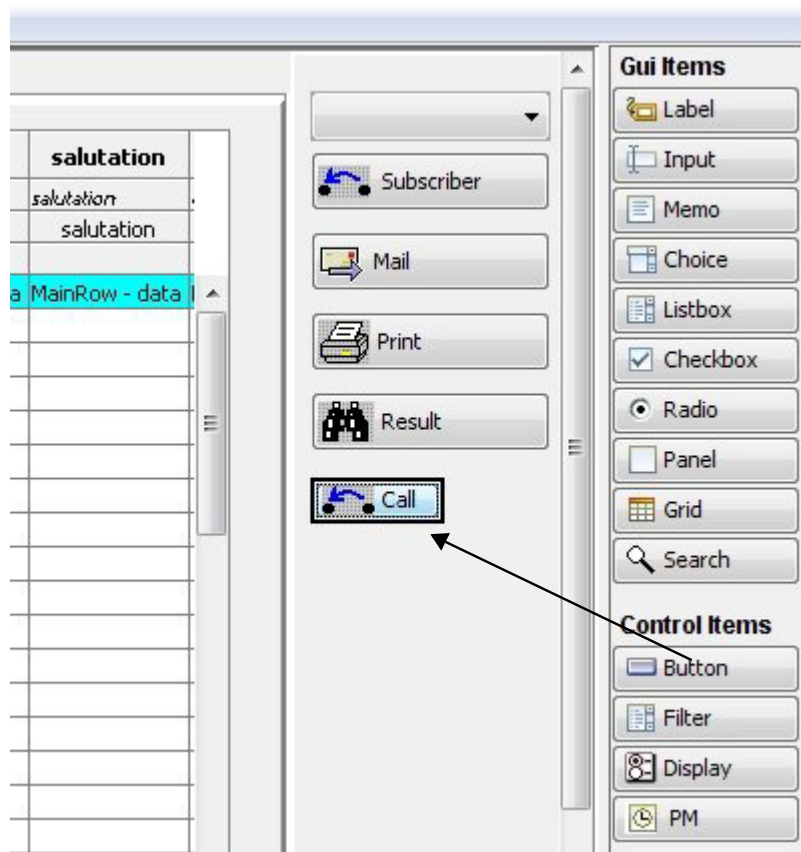 salutation
salutation
salutation
MainRow - data
Subscriber
Mail
Print
Result
Call
Gui Items
Label
Input
Memo
Choice
Listbox
Checkbox
Radio
Panel
Grid
Search
Control Items
Button
Filter
Display
PM